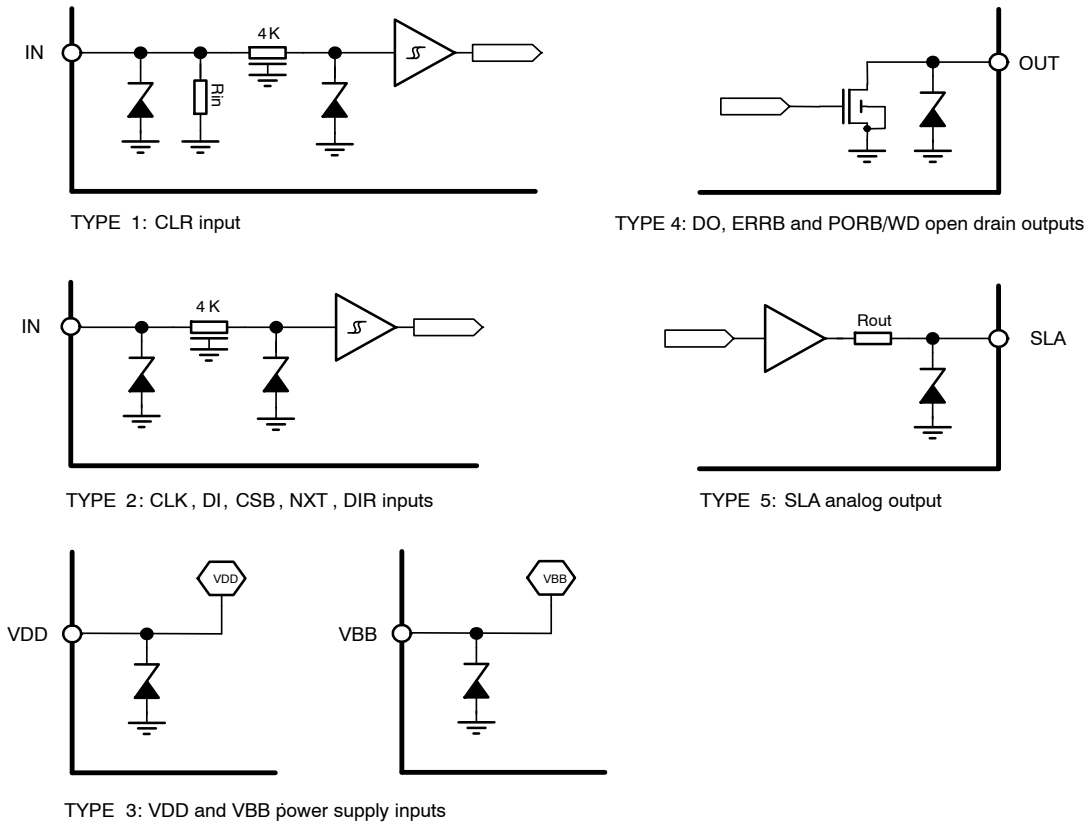 IN
4K
Rin
TYPE 1: CLR input
OUT
TYPE 4: DO, ERRB and PORB/WD open drain outputs
IN
4 K
TYPE 2: CLK, DI, CSB, NXT, DIR inputs
Rout
SLA
TYPE 5: SLA analog output
VDD
VDD
VBB
VBB
TYPE 3: VDD and VBB power supply inputs